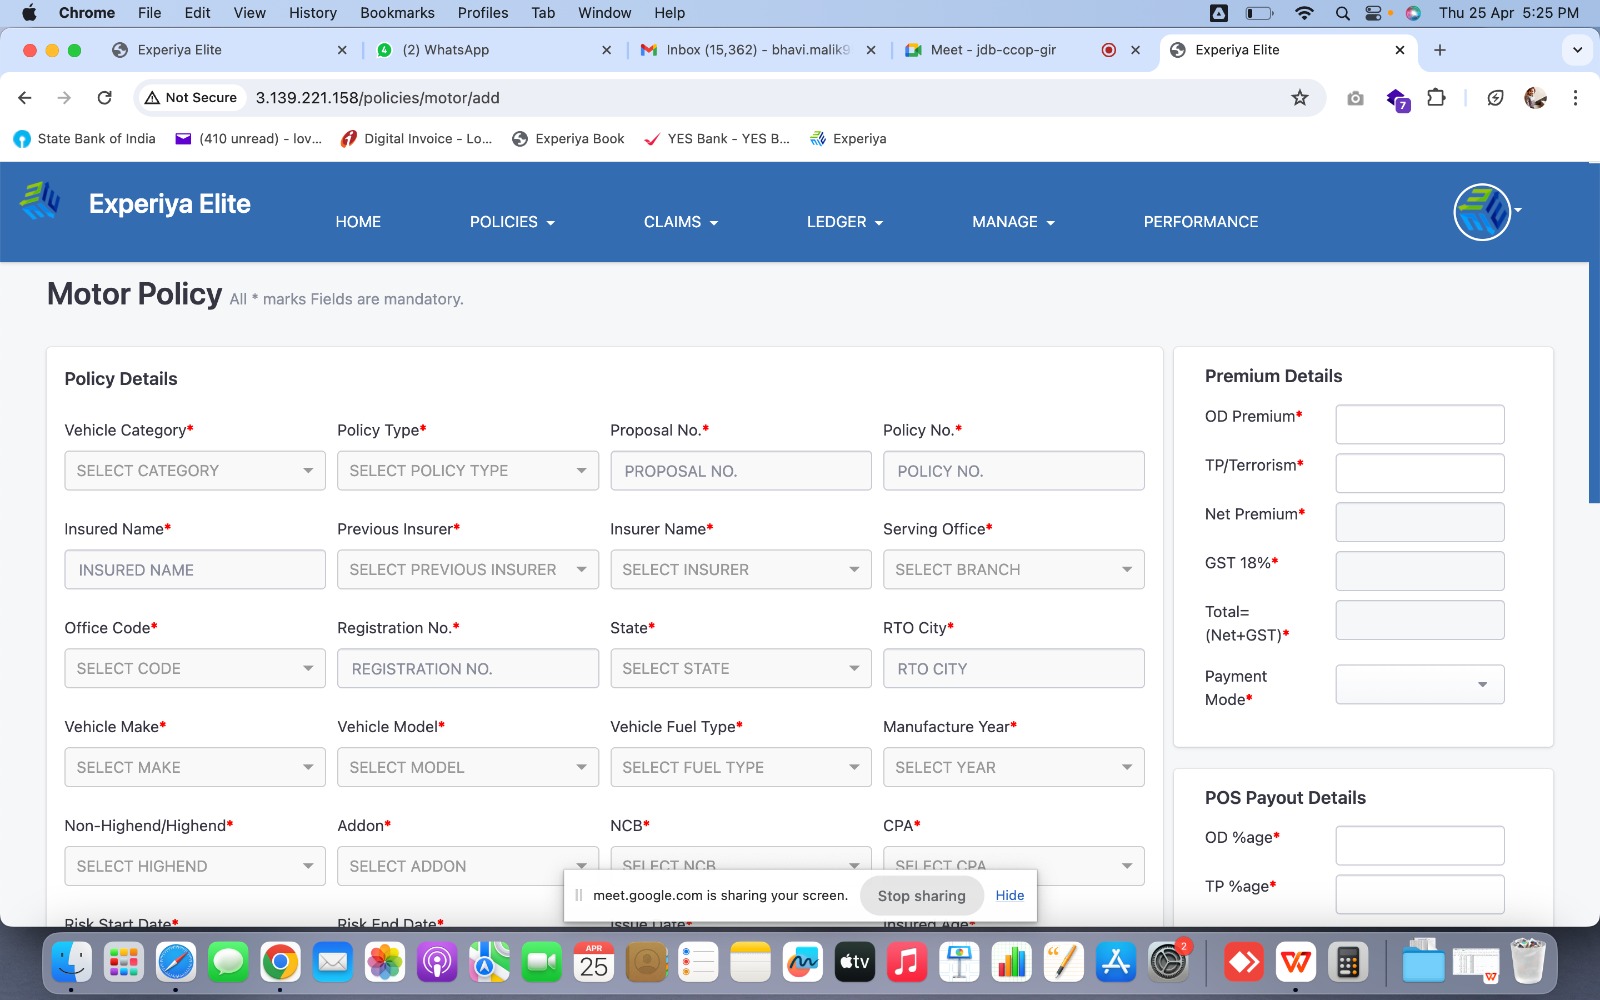 Chrome File Edit View History Bookmarks Profiles Tab Window Help Thu 25 Apr 5:25 PM
Experiya Elite (2) WhatsApp Inbox (15,362) - bhavi.malik9 Meet - jdb-ccop-gir Experiya Elite
Not Secure 3.139.221.158/policies/motor/add 7
State Bank of India (410 unread) - lov... Digital Invoice - Lo... Experiya Book YES Bank - YES B... Experiya
Experiya Elite HOME POLICIES CLAIMS LEDGER MANAGE PERFORMANCE
Motor Policy All * marks Fields are mandatory.
Policy Details
Vehicle Category* Policy Type* Proposal No.* Policy No.*
SELECT CATEGORY SELECT POLICY TYPE PROPOSAL NO. POLICY NO.
Insured Name* Previous Insurer* Insurer Name* Serving Office*
INSURED NAME SELECT PREVIOUS INSURER SELECT INSURER SELECT BRANCH
Office Code* Registration No.* State* RTO City*
SELECT CODE REGISTRATION NO. SELECT STATE RTO CITY
Vehicle Make* Vehicle Model* Vehicle Fuel Type* Manufacture Year*
SELECT MAKE SELECT MODEL SELECT FUEL TYPE SELECT YEAR
Non-Highend/Highend* Addon* NCB* CPA*
SELECT HIGHEND SELECT ADDON SELECT NCB SELECT CPA
Risk Start Date* Risk End Date* Issue Date* Insured Age*
Premium Details
OD Premium*
TP/Terrorism*
Net Premium*
GST 18%*
Total=
(Net+GST)*
Payment
Mode*
POS Payout Details
OD %age*
TP %age*
meet.google.com is sharing your screen. Stop sharing Hide
APR
25
tv
2